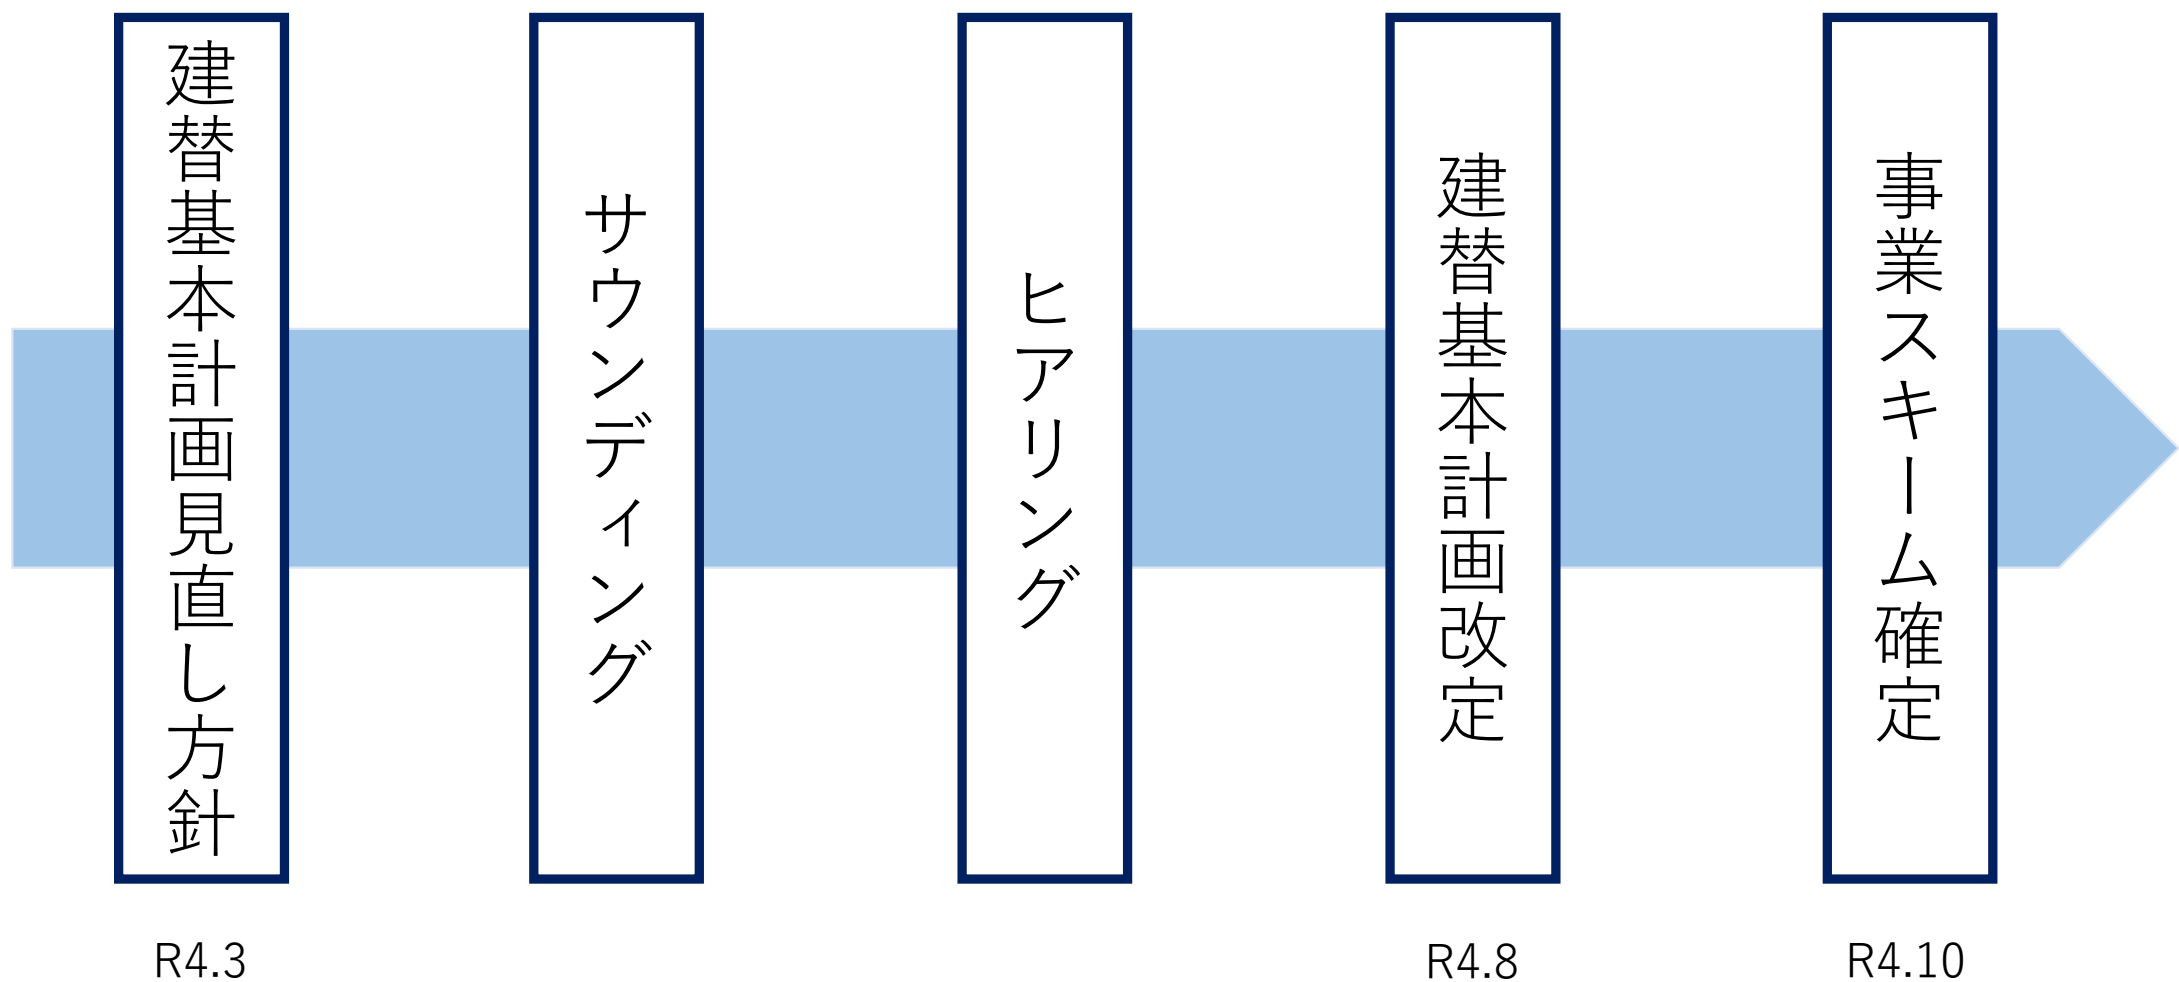 建替基本計画見直し方針
サウンディング
ヒアリング
建替基本計画改定
事業スキーム確定
R4.3
R4.8
R4.10